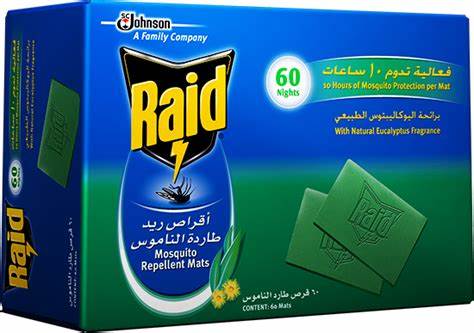 SC
Johnson
A Family Company
Raid
60
Nights
فعالية تدوم ١٠ ساعات
10 Hours of Mosquito Protection per Mat
برائحة اليوكاليبتوس الطبيعي
With Natural Eucalyptus Fragrance
أقراص ريد
طاردة الناموس
Mosquito
Repellent Mats
Raid
٦٠ قرص طارد الناموس
CONTENT: 60 Mats
Raid
60